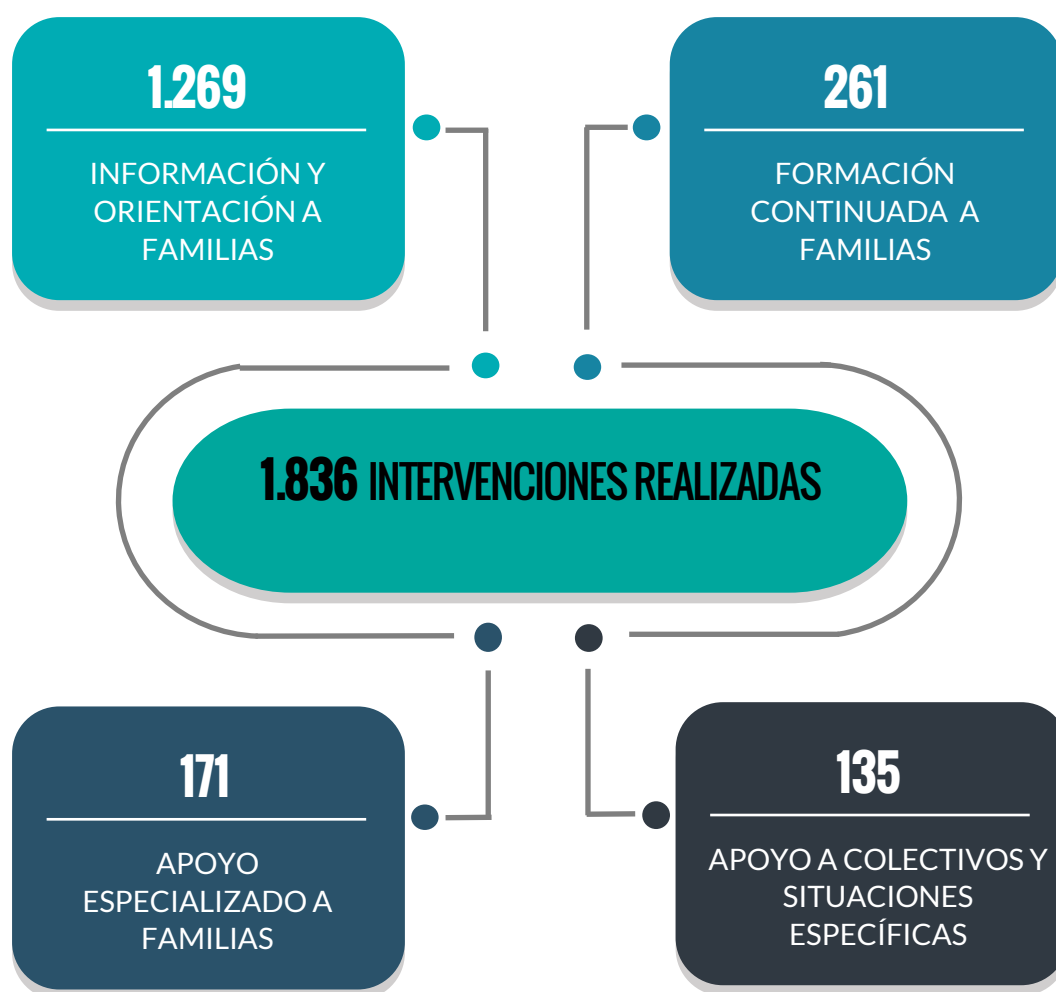 1.269
INFORMACIÓN Y
ORIENTACIÓN A
FAMILIAS
261
FORMACIÓN
CONTINUADA A
FAMILIAS
1.836 INTERVENCIONES REALIZADAS
171
APOYO
ESPECIALIZADO A
FAMILIAS
135
APOYO A COLECTIVOS Y
SITUACIONES
ESPECÍFICAS